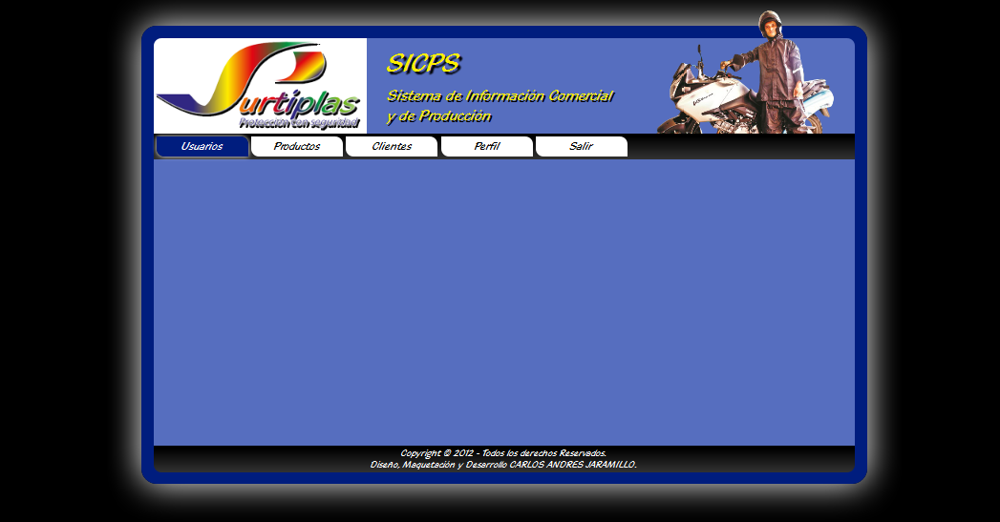 Surtiplas
Protección con seguridad
SICPS
Sistema de Información Comercial
y de Producción
Usuarios
Productos
Clientes
Perfil
Salir
Copyright © 2012 - Todos los derechos Reservados.
Diseño, Maquetación y Desarrollo CARLOS ANDRES JARAMILLO.